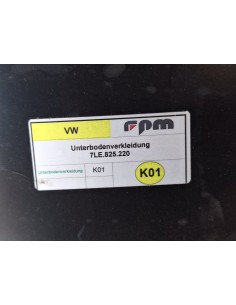 VW rpm
Unterbodenverkleidung
7LE.825.220
unterbodenverkleidung K01 K01